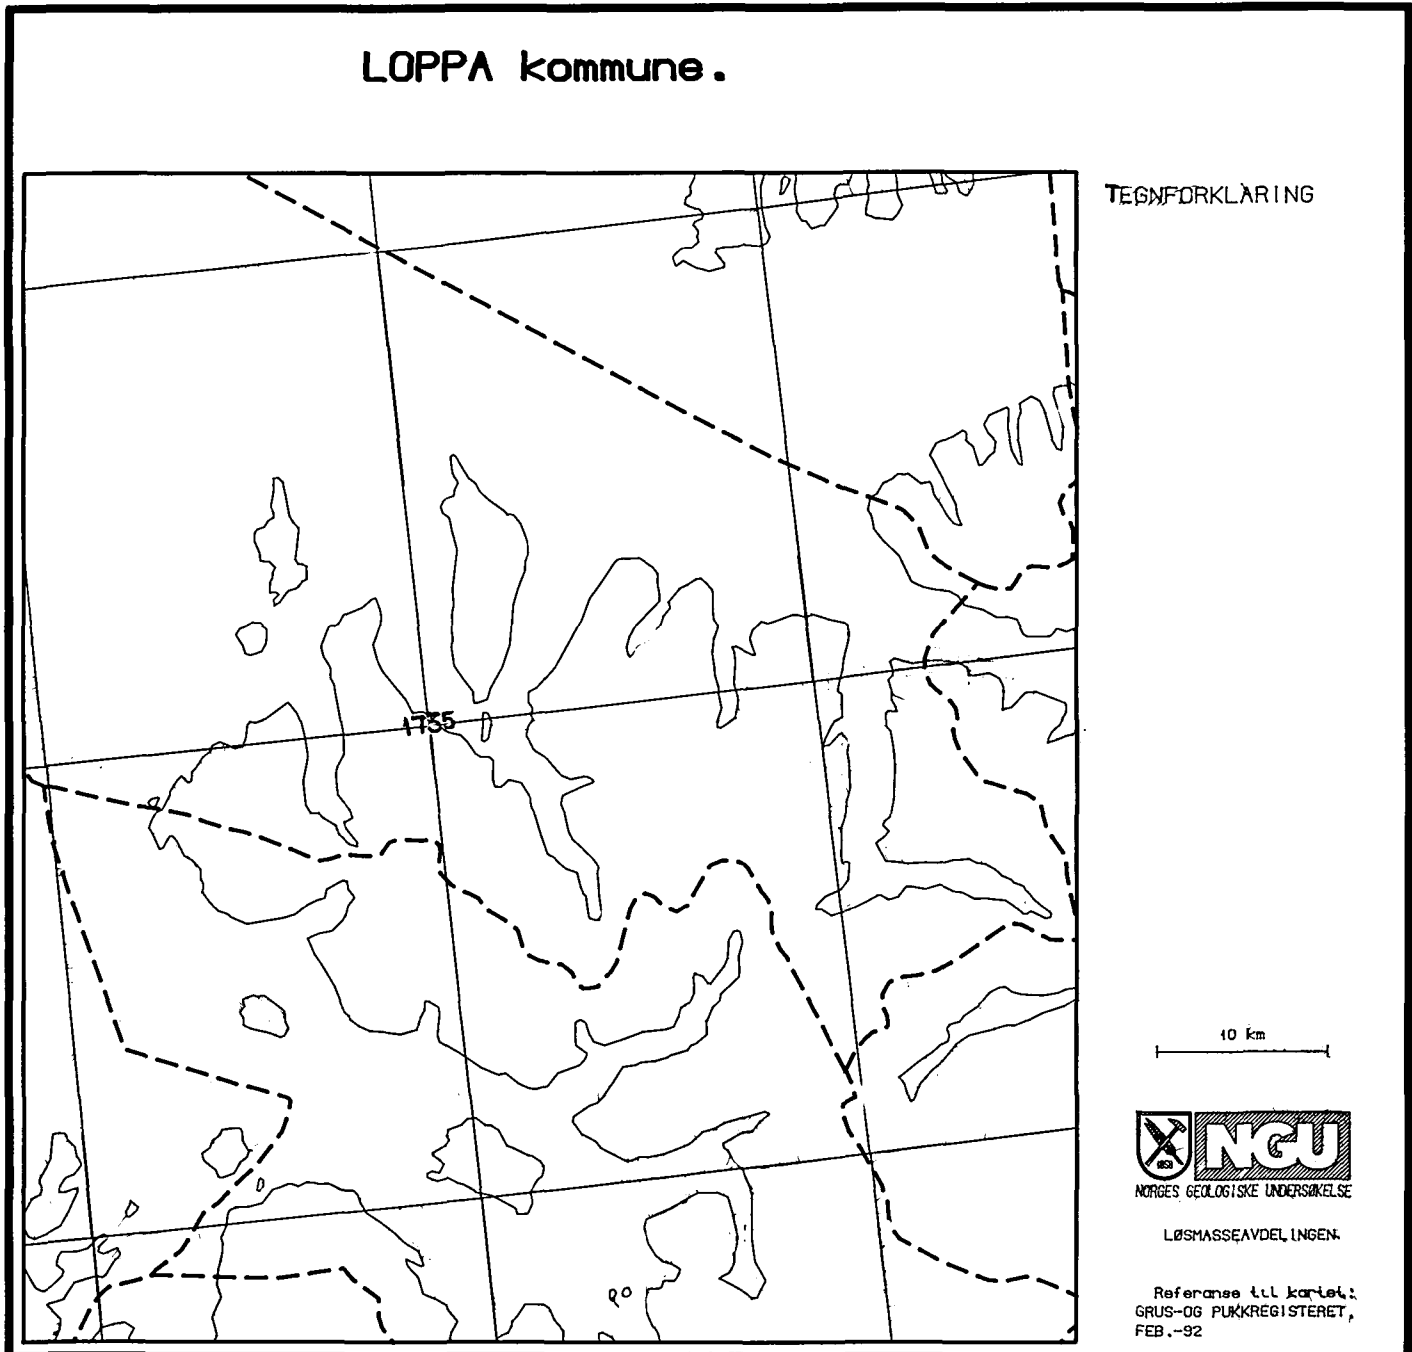 LOPPA kommune.
TEGNFORKLARING
1735
10 km
1858
NGU
NORGES GEOLOGISKE UNDERSØKELSE
LØSMASSEAVDELINGEN.
Referanse til kartet:
GRUS-OG PUKKREGISTERET,
FEB.-92